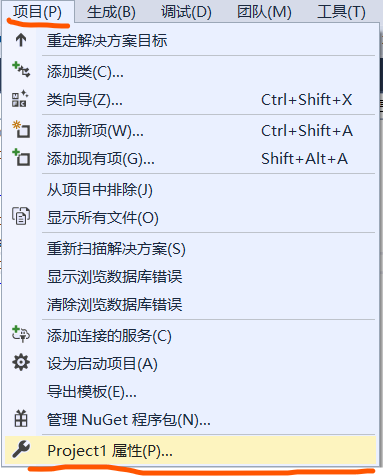 项目(P) 生成(B) 调试(D) 团队(M) 工具(T)
重定解决方案目标
添加类(C)...
类向导(Z)... Ctrl+Shift+X
添加新项(W)... Ctrl+Shift+A
添加现有项(G)... Shift+Alt+A
从项目中排除(J)
显示所有文件(O)
重新扫描解决方案(S)
显示浏览数据库错误
清除浏览数据库错误
添加连接的服务(C)
设为启动项目(A)
导出模板(E)...
管理 NuGet 程序包(N)...
Project1 属性(P)...